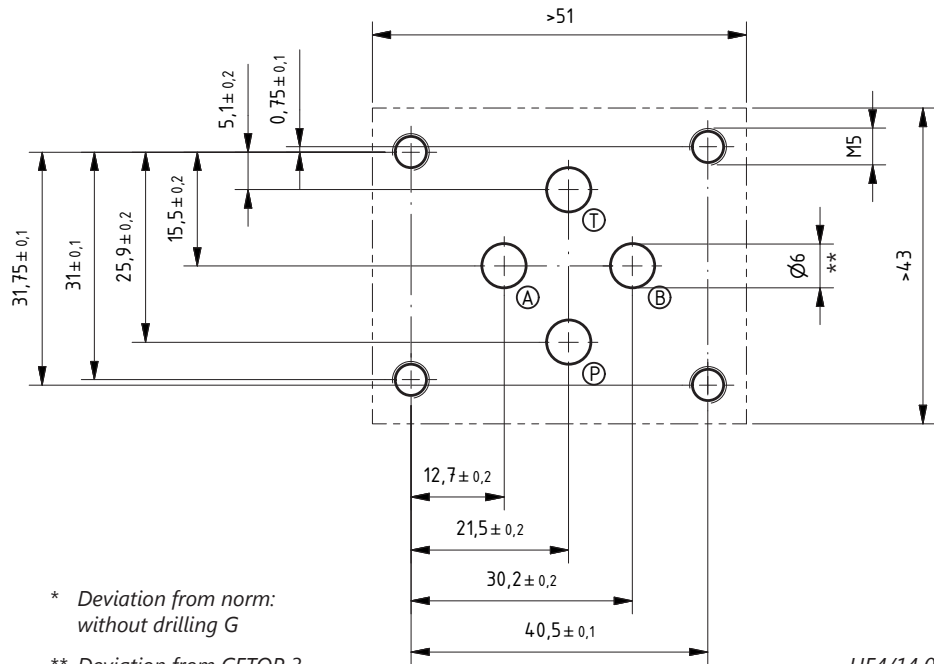 >51
5,1± 0,2
0,75± 0,1
M5
31,75± 0,1
31± 0,1
25,9± 0,2
15,5± 0,2
T
Ø6
**
>43
A
B
P
12,7± 0,2
21,5± 0,2
30,2± 0,2
* Deviation from norm:
without drilling G
40,5± 0,1